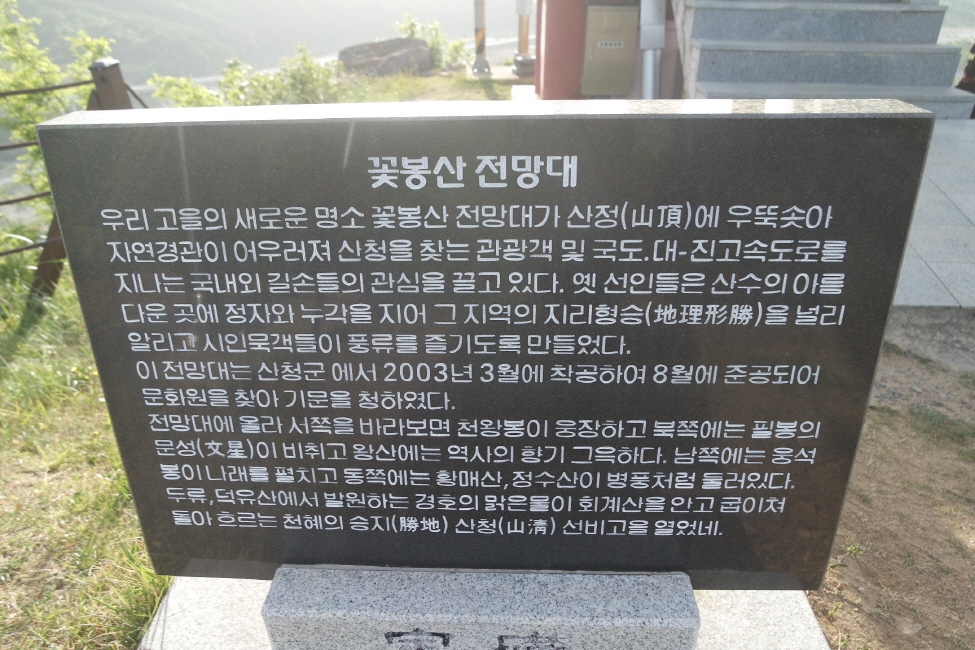 꽃봉산 전망대
우리 고을의 새로운 명소 꽃봉산 전망대가 산정(山頂)에 우뚝솟아
자연경관이 어우러져 산청을 찾는 관광객 및 국도.대-진고속도로를
지나는 국내외 길손들의 관심을 끌고 있다. 옛 선인들은 산수의 아름
다운 곳에 정자와 누각을 지어 그 지역의 지리형승(地理形勝)을 널리
알리고 시인묵객들이 풍류를 즐기도록 만들었다.
이 전망대는 산청군 에서 2003년 3월에 착공하여 8월에 준공되어
문화원을 찾아 기문을 청하였다.
전망대에 올라 서쪽을 바라보면 천왕봉이 웅장하고 북쪽에는 필봉의
문성(文星)이 비취고 왕산에는 역사의 향기 그윽하다. 남쪽에는 웅석
봉이 나래를 펼치고 동쪽에는 황매산,정수산이 병풍처럼 둘러있다.
두류,덕유산에서 발원하는 경호의 맑은물이 회계산을 안고 굽이쳐
돌아 흐르는 천혜의 승지(勝地) 산청(山淸) 선비고을 열었네.